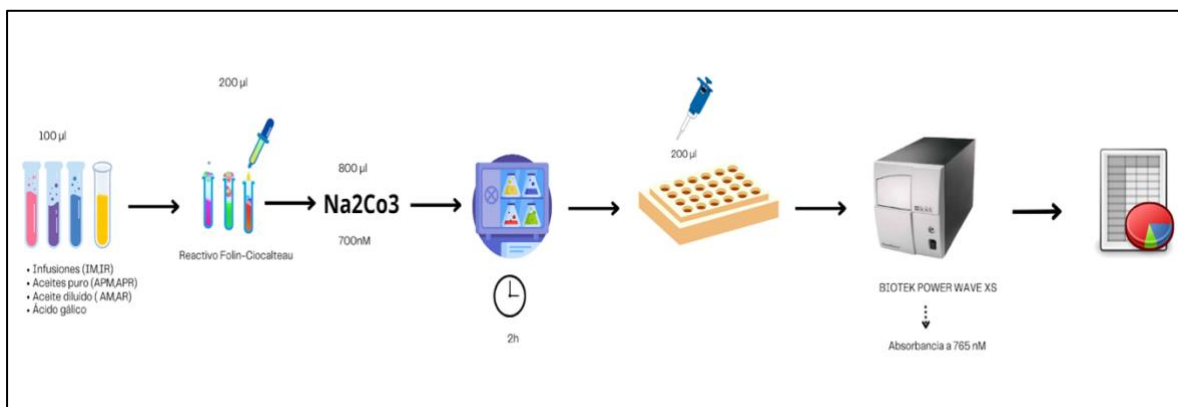 100 µl
• Infusiones (IM,IR)
• Aceites puro (APM,APR)
• Aceite diluido ( AM,AR)
• Ácido gálico
200 µl
Reactivo Folin-Ciocalteau
800 µl
Na2Co3
700nM
2h
200 µl
BIOTEK POWER WAVE XS
Absorbancia a 765 nM